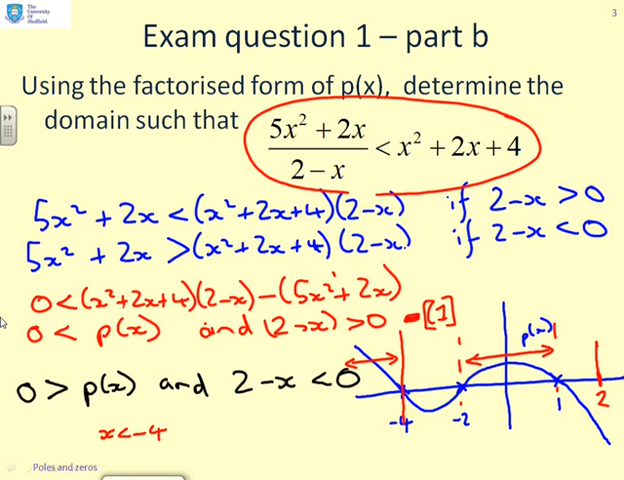 The University Of Sheffield.
3
Exam question 1 – part b
Using the factorised form of p(x), determine the
domain such that (5x² + 2x)/(2 − x) < x² + 2x + 4
5x² + 2x < (x² + 2x + 4)(2 − x) if 2 − x > 0
5x² + 2x > (x² + 2x + 4)(2 − x) if 2 − x < 0
0 < (x² + 2x + 4)(2 − x) − (5x² + 2x)
0 < p(x) and (2 − x) > 0 − [1]
p(x)
0 > p(x) and 2 − x < 0
-4 -2 1 2
x < −4
Poles and zeros